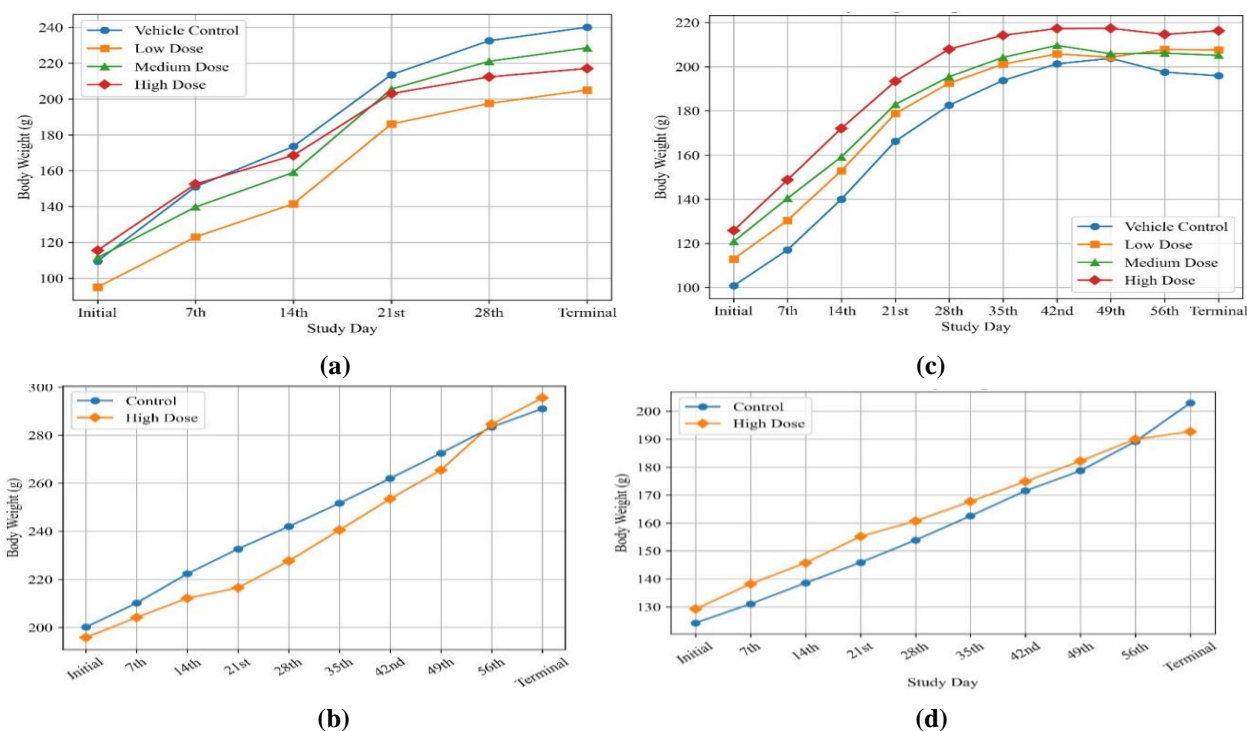 240
220
200
180
160
140
120
100
Body Weight (g)
Vehicle Control
Low Dose
Medium Dose
High Dose
Initial 7th 14th 21st 28th Terminal
Study Day
(a)
220
200
180
160
140
120
100
Body Weight (g)
Vehicle Control
Low Dose
Medium Dose
High Dose
Initial 7th 14th 21st 28th 35th 42nd 49th 56th Terminal
Study Day
(c)
300
280
260
240
220
200
Body Weight (g)
Control
High Dose
Initial 7th 14th 21st 28th 35th 42nd 49th 56th Terminal
(b)
200
190
180
170
160
150
140
130
Body Weight (g)
Control
High Dose
Initial 7th 14th 21st 28th 35th 42nd 49th 56th Terminal
Study Day
(d)